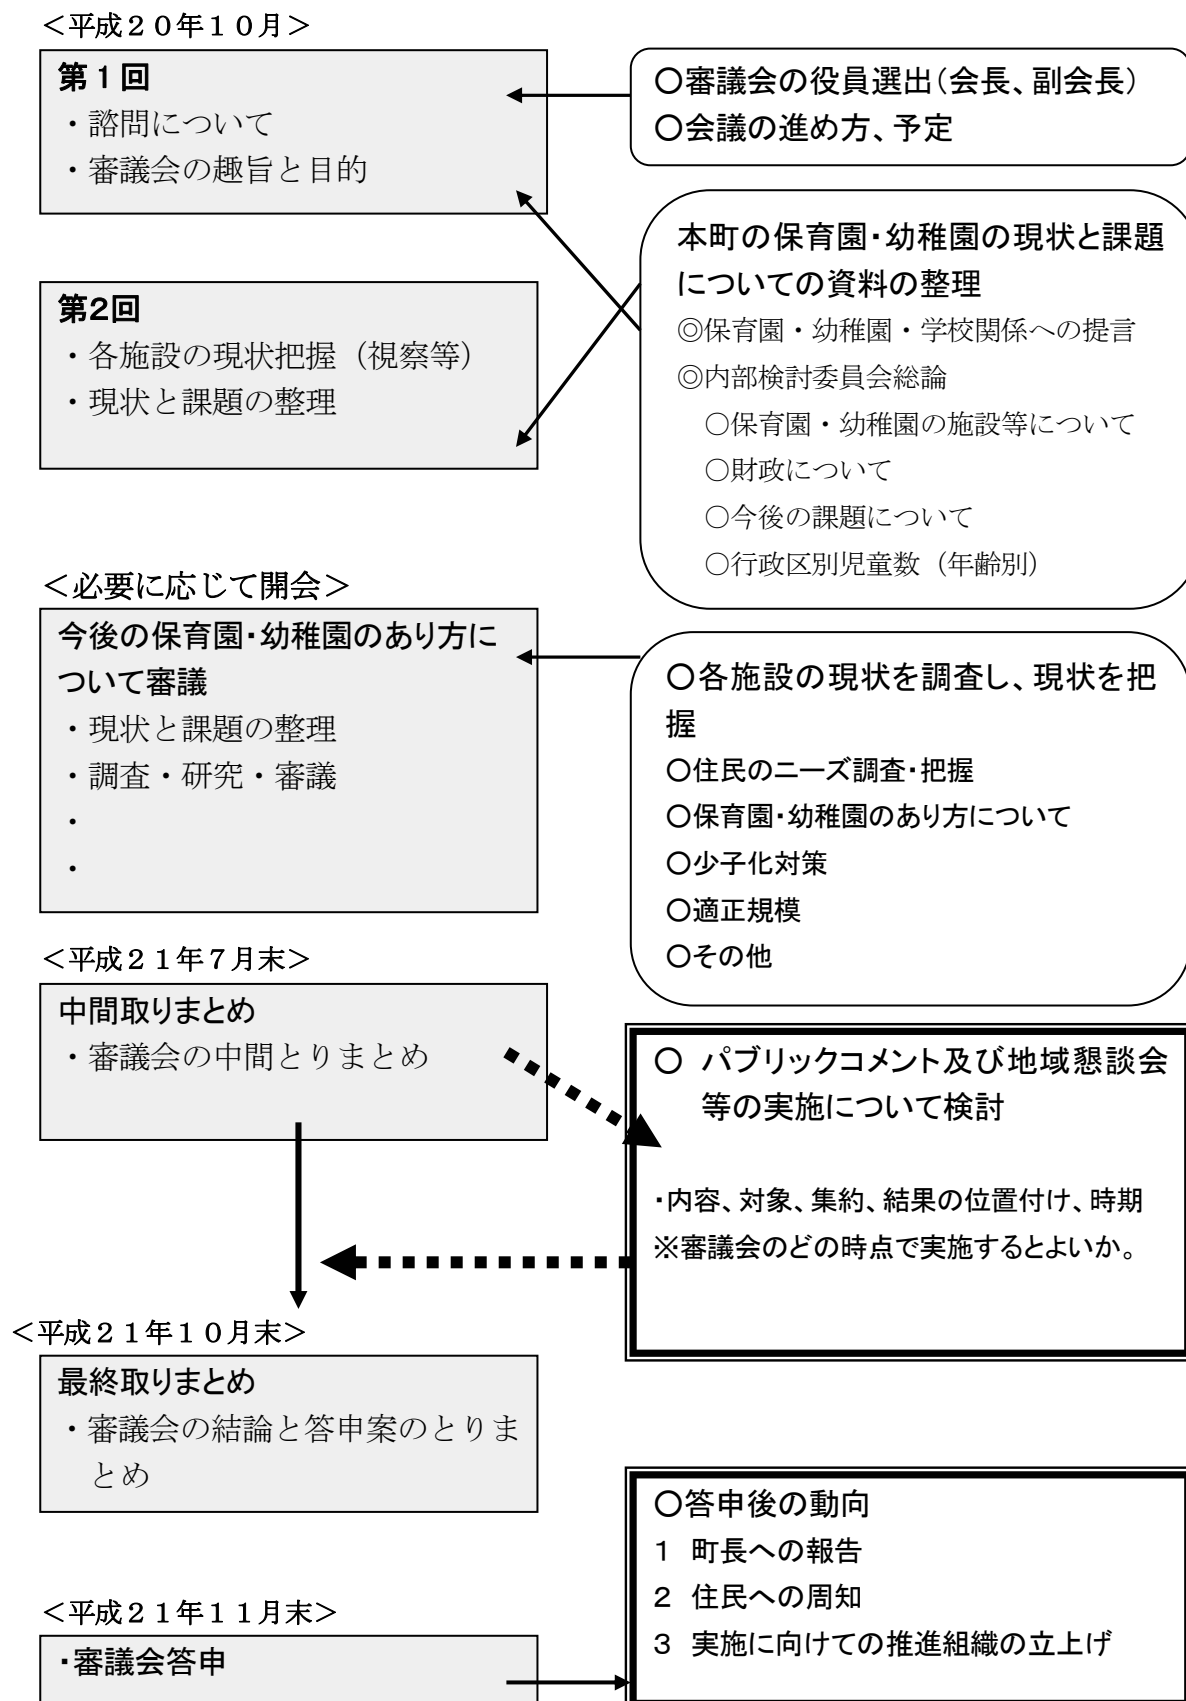 ＜平成２０年１０月＞
第１回
・諮問について
・審議会の趣旨と目的
○審議会の役員選出（会長、副会長）
○会議の進め方、予定
第2回
・各施設の現状把握（視察等）
・現状と課題の整理
本町の保育園・幼稚園の現状と課題
についての資料の整理
◎保育園・幼稚園・学校関係への提言
◎内部検討委員会総論
○保育園・幼稚園の施設等について
○財政について
○今後の課題について
○行政区別児童数（年齢別）
＜必要に応じて開会＞
今後の保育園・幼稚園のあり方に
ついて審議
・現状と課題の整理
・調査・研究・審議
・
・
○各施設の現状を調査し、現状を把
握
○住民のニーズ調査・把握
○保育園・幼稚園のあり方について
○少子化対策
○適正規模
○その他
＜平成２１年７月末＞
中間取りまとめ
・審議会の中間とりまとめ
○ パブリックコメント及び地域懇談会
等の実施について検討
・内容、対象、集約、結果の位置付け、時期
※審議会のどの時点で実施するとよいか。
＜平成２１年１０月末＞
最終取りまとめ
・審議会の結論と答申案のとりま
とめ
○答申後の動向
１ 町長への報告
２ 住民への周知
３ 実施に向けての推進組織の立上げ
＜平成２１年１１月末＞
・審議会答申